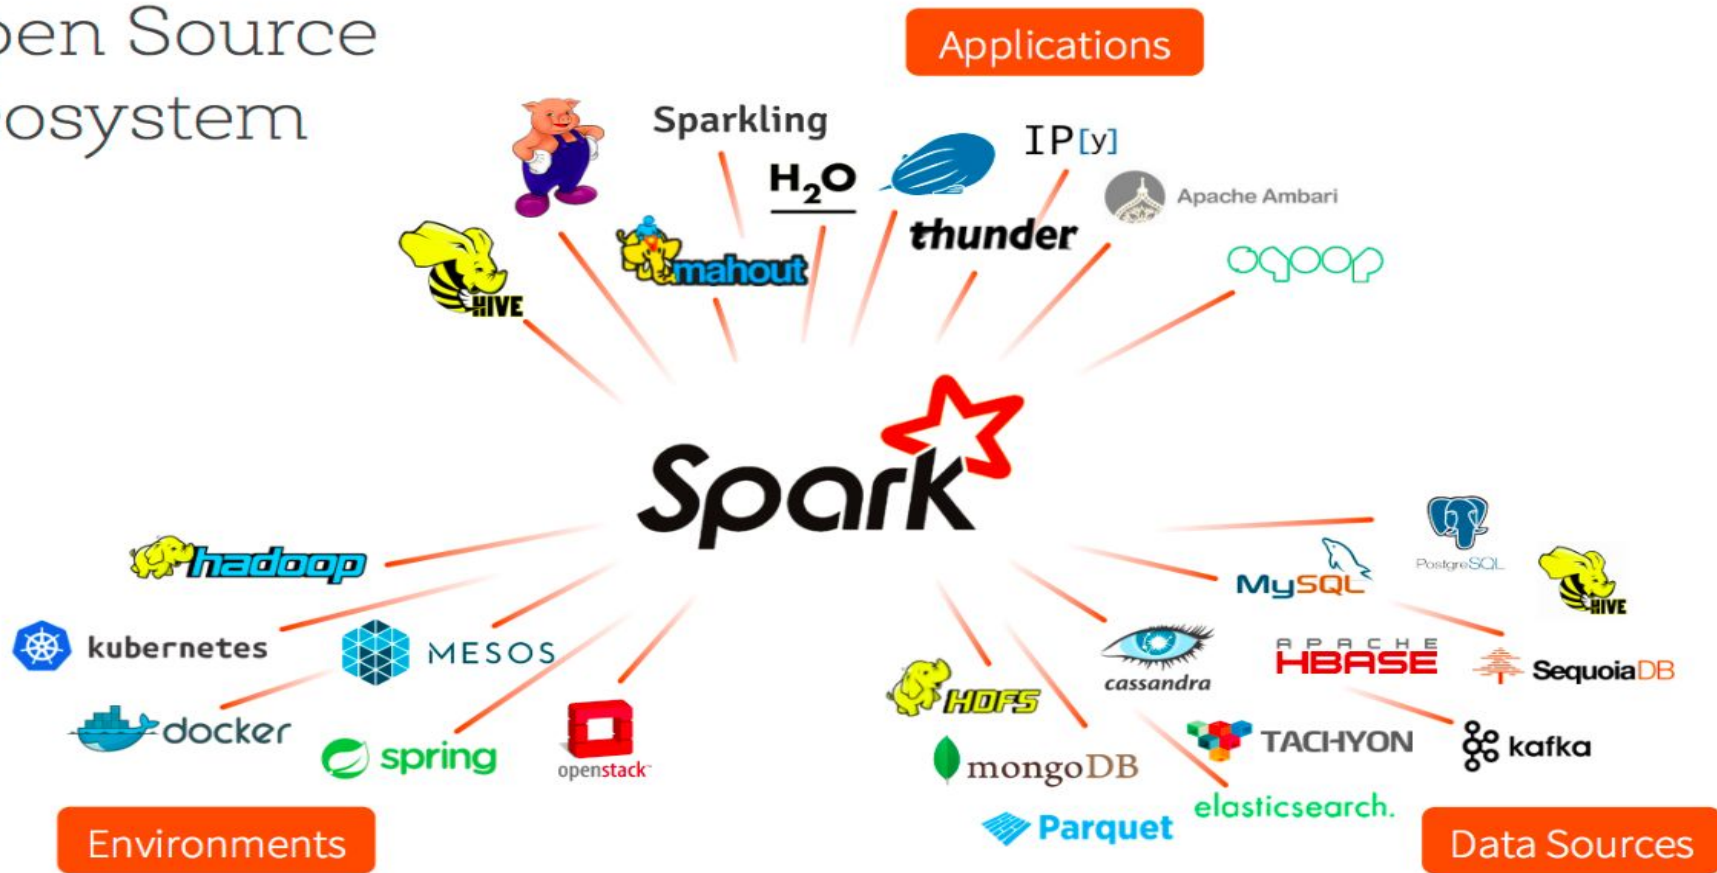 pen Source
osystem
Applications
Sparkling
H2O
IP[y]
Apache Ambari
thunder
sqoop
mahout
HIVE
Spark
hadoop
kubernetes
MESOS
docker
spring
openstack
Environments
PostgreSQL
MySQL
HIVE
cassandra
APACHE
HBASE
SequoiaDB
HDFS
mongoDB
TACHYON
kafka
Parquet
elasticsearch.
Data Sources